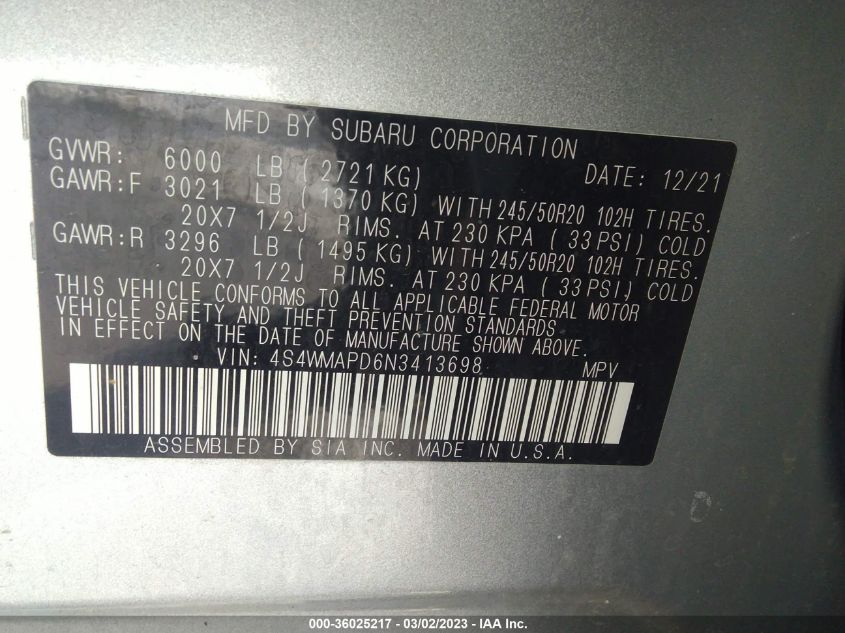 MFD BY SUBARU CORPORATION
GVWR: 6000 LB ( 2721 KG) DATE: 12/21
GAWR:F 3021 LB ( 1370 KG) WITH 245/50R20 102H TIRES.
20X7 1/2J RIMS. AT 230 KPA ( 33 PSI) COLD
GAWR:R 3296 LB ( 1495 KG) WITH 245/50R20 102H TIRES.
20X7 1/2J RIMS. AT 230 KPA ( 33 PSI) COLD
THIS VEHICLE CONFORMS TO ALL APPLICABLE FEDERAL MOTOR
VEHICLE SAFETY AND THEFT PREVENTION STANDARDS
IN EFFECT ON THE DATE OF MANUFACTURE SHOWN ABOVE.
VIN: 4S4WMAPD6N3413698 MPV
ASSEMBLED BY SIA INC. MADE IN U.S.A.
000-36025217 - 03/02/2023 - IAA Inc.